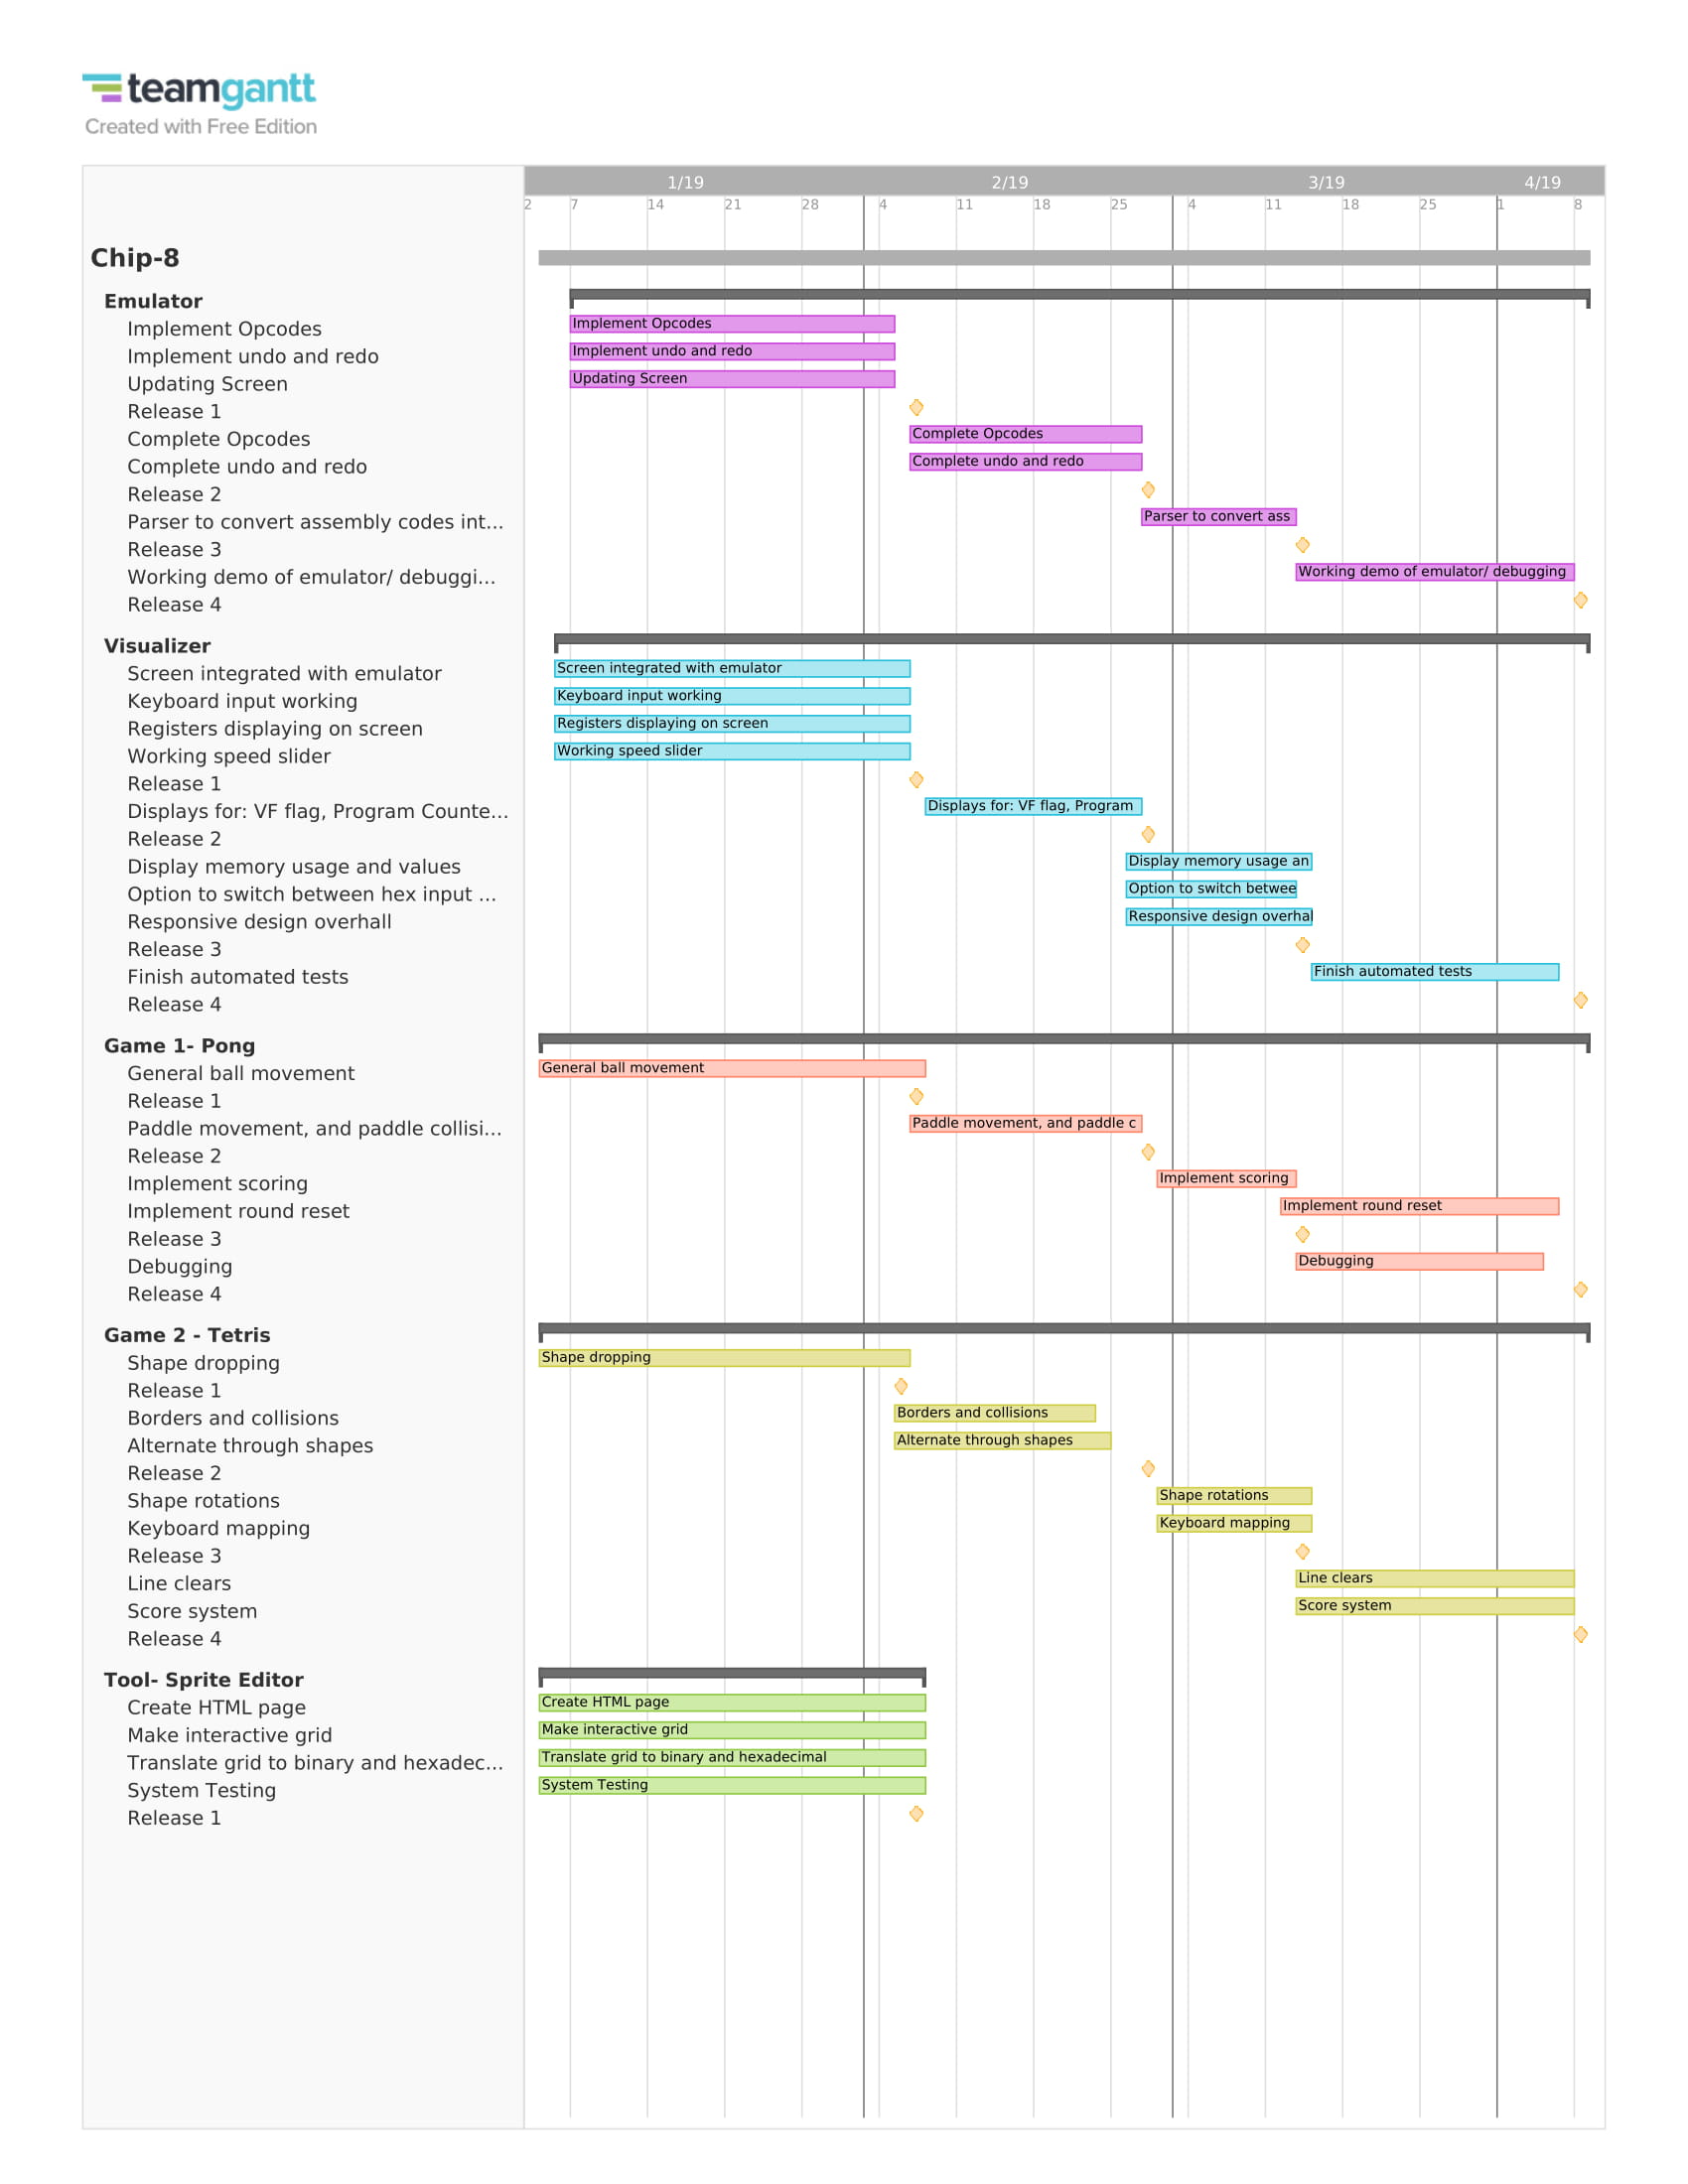 teamgantt
Created with Free Edition
1/19 2/19 3/19 4/19
2 7 14 21 28 4 11 18 25 4 11 18 25 1 8
Chip-8
Emulator
Implement Opcodes Implement Opcodes
Implement undo and redo Implement undo and redo
Updating Screen Updating Screen
Release 1
Complete Opcodes Complete Opcodes
Complete undo and redo Complete undo and redo
Release 2
Parser to convert assembly codes int... Parser to convert ass
Release 3
Working demo of emulator/ debuggi... Working demo of emulator/ debugging
Release 4
Visualizer
Screen integrated with emulator Screen integrated with emulator
Keyboard input working Keyboard input working
Registers displaying on screen Registers displaying on screen
Working speed slider Working speed slider
Release 1
Displays for: VF flag, Program Counte... Displays for: VF flag, Program
Release 2
Display memory usage and values Display memory usage an
Option to switch between hex input ... Option to switch betwee
Responsive design overhall Responsive design overhal
Release 3
Finish automated tests Finish automated tests
Release 4
Game 1- Pong
General ball movement General ball movement
Release 1
Paddle movement, and paddle collisi... Paddle movement, and paddle c
Release 2
Implement scoring Implement scoring
Implement round reset Implement round reset
Release 3
Debugging Debugging
Release 4
Game 2 - Tetris
Shape dropping Shape dropping
Release 1
Borders and collisions Borders and collisions
Alternate through shapes Alternate through shapes
Release 2
Shape rotations Shape rotations
Keyboard mapping Keyboard mapping
Release 3
Line clears Line clears
Score system Score system
Release 4
Tool- Sprite Editor
Create HTML page Create HTML page
Make interactive grid Make interactive grid
Translate grid to binary and hexadec... Translate grid to binary and hexadecimal
System Testing System Testing
Release 1